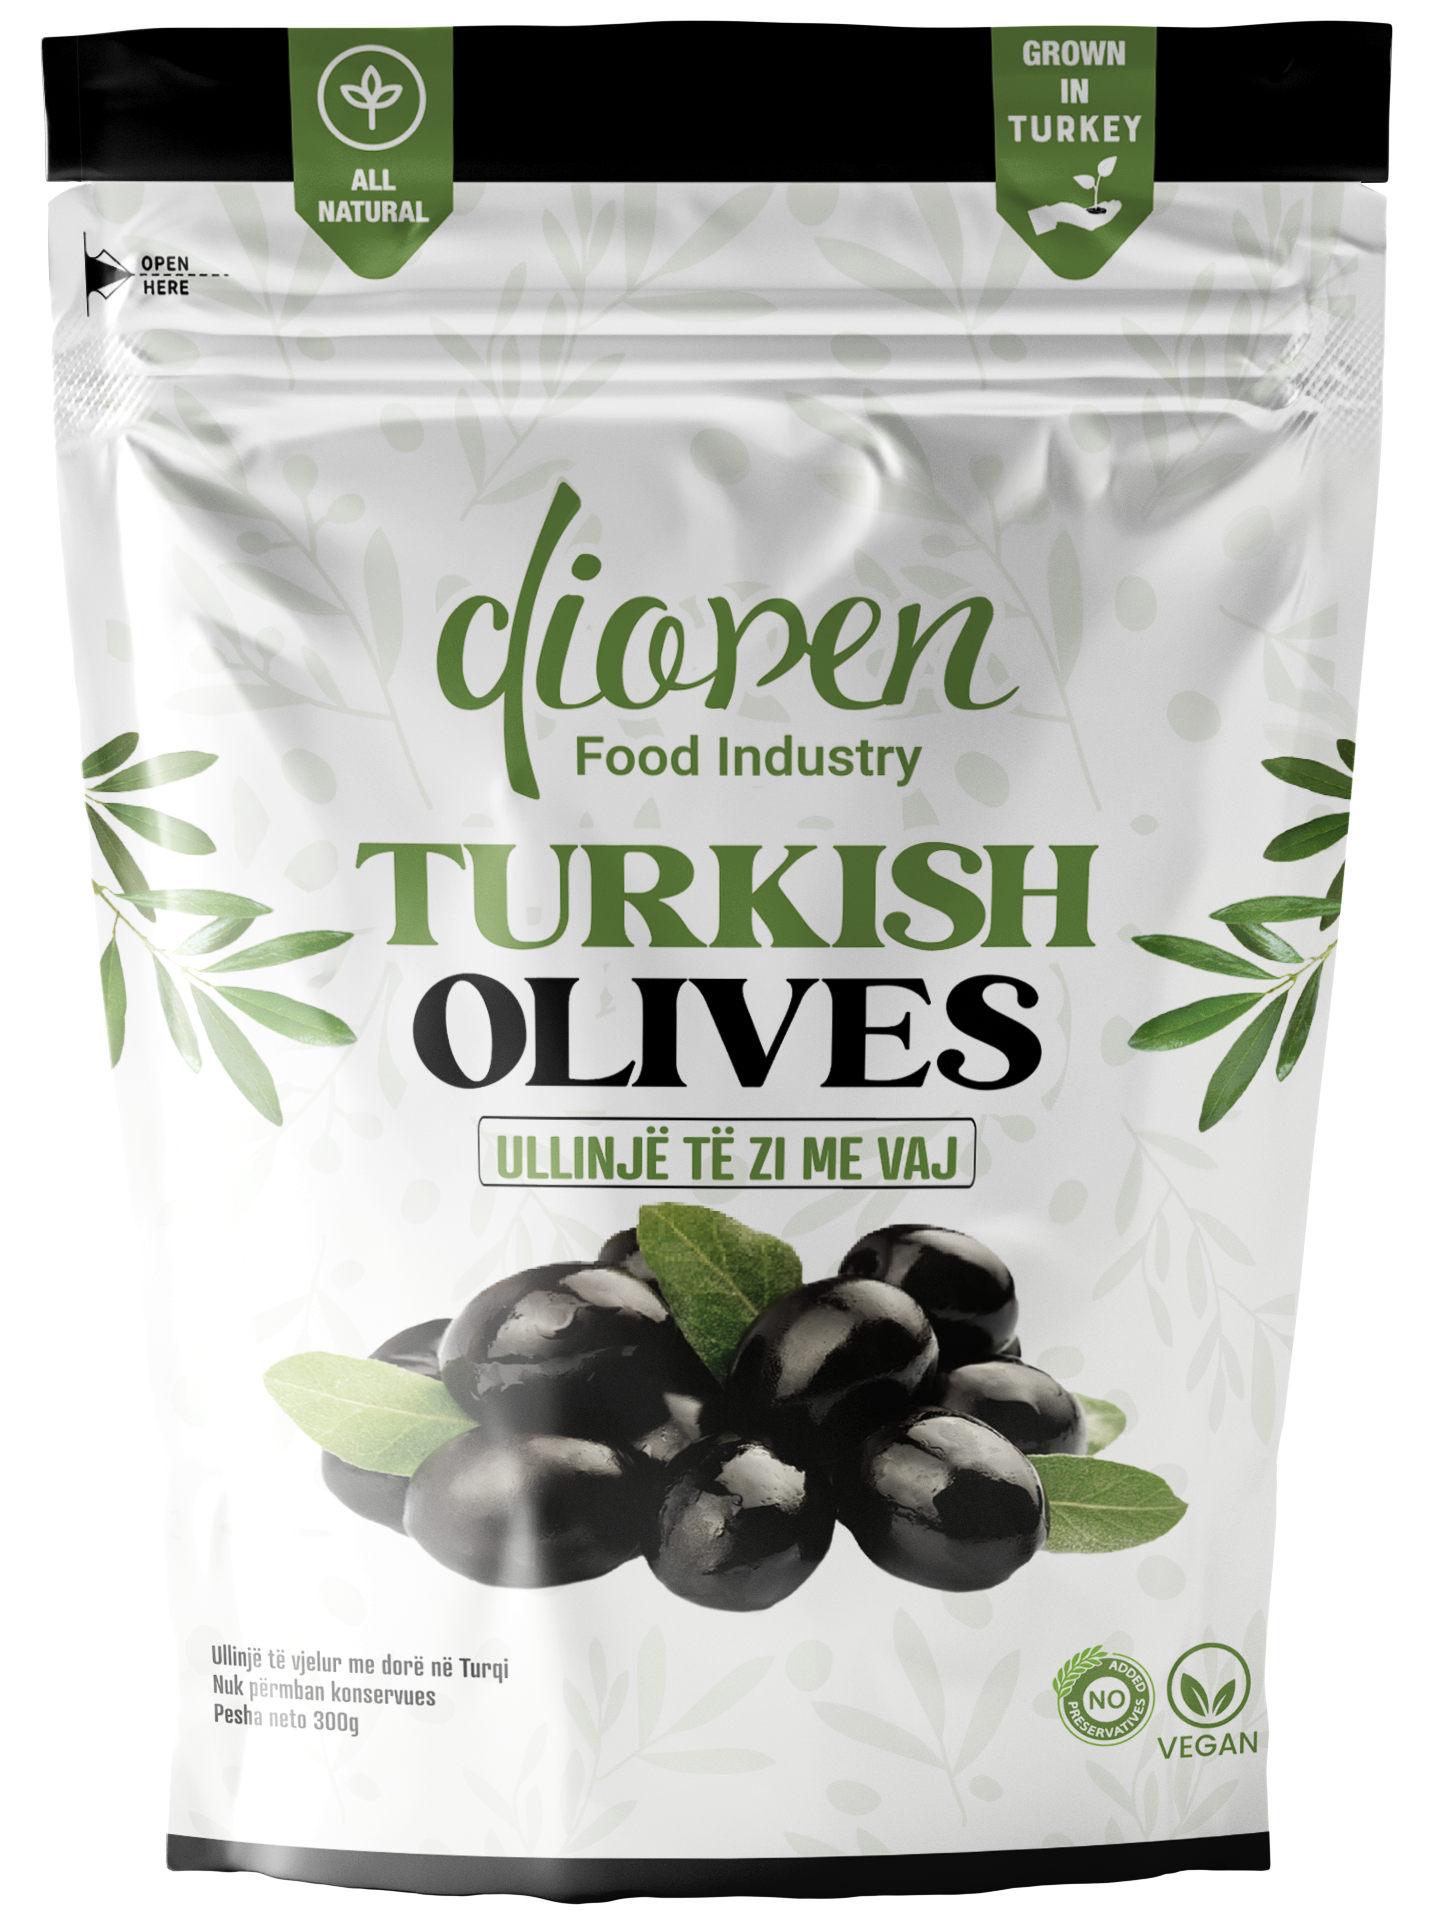 ALL
NATURAL
GROWN
IN
TURKEY
OPEN
HERE
dioren
Food Industry
TURKISH
OLIVES
ULLINJË TË ZI ME VAJ
Ullinjë të vjelur me dorë në Turqi
Nuk përmban konservues
Pesha neto 300g
NO
ADDED
PRESERVATIVES
VEGAN